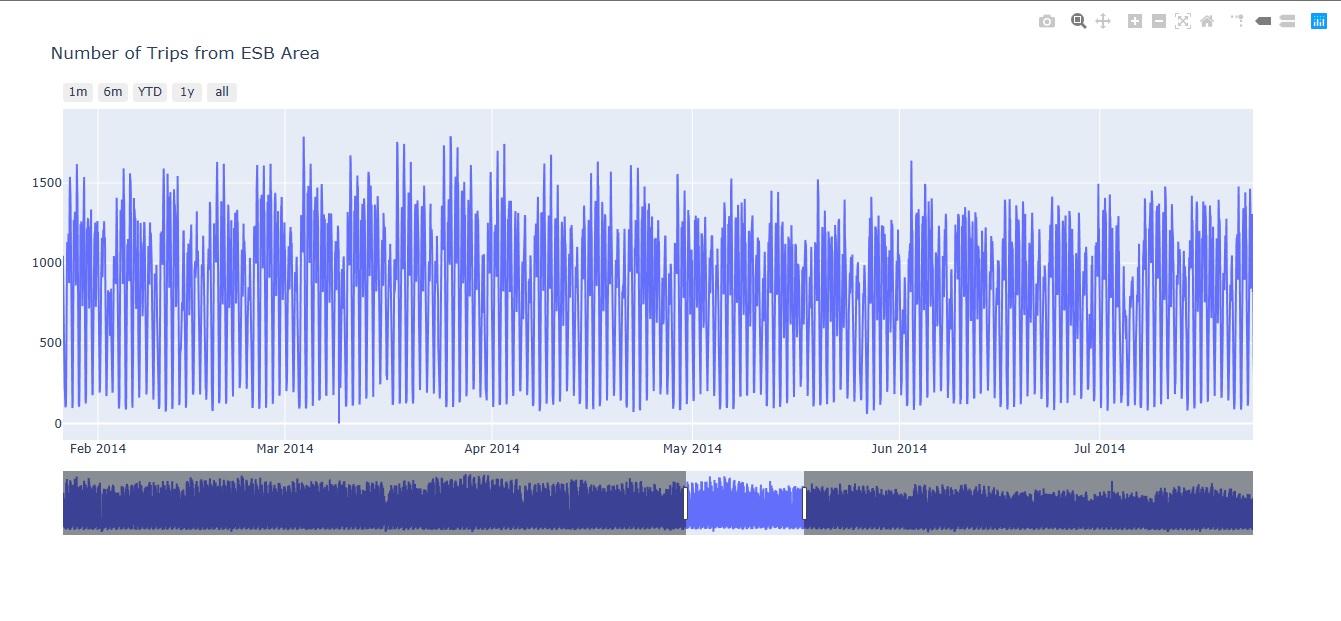 Number of Trips from ESB Area
1m 6m YTD 1y all
1500
1000
500
0
Feb 2014 Mar 2014 Apr 2014 May 2014 Jun 2014 Jul 2014